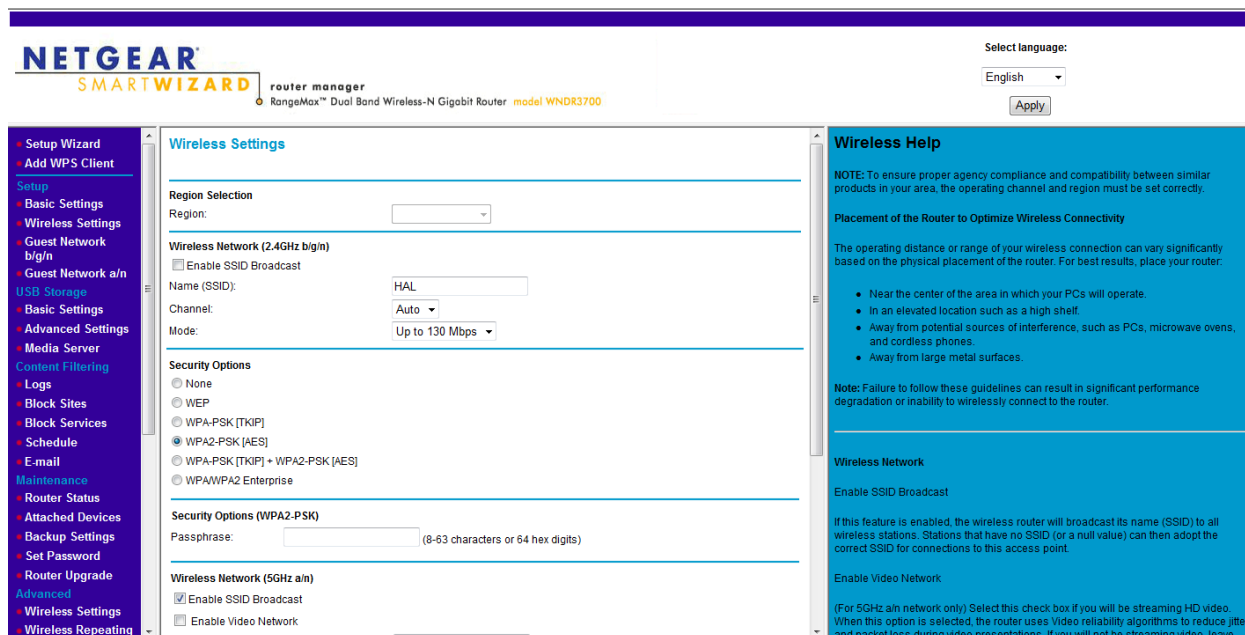 NETGEAR
SMARTWIZARD
router manager
RangeMax™ Dual Band Wireless-N Gigabit Router model WNDR3700
Select language:
English
Apply
Setup Wizard
Add WPS Client
Setup
Basic Settings
Wireless Settings
Guest Network
b/g/n
Guest Network a/n
USB Storage
Basic Settings
Advanced Settings
Media Server
Content Filtering
Logs
Block Sites
Block Services
Schedule
E-mail
Maintenance
Router Status
Attached Devices
Backup Settings
Set Password
Router Upgrade
Advanced
Wireless Settings
Wireless Repeating
Wireless Settings
Region Selection
Region:
Wireless Network (2.4GHz b/g/n)
Enable SSID Broadcast
Name (SSID): HAL
Channel: Auto
Mode: Up to 130 Mbps
Security Options
None
WEP
WPA-PSK [TKIP]
WPA2-PSK [AES]
WPA-PSK [TKIP] + WPA2-PSK [AES]
WPA/WPA2 Enterprise
Security Options (WPA2-PSK)
Passphrase: (8-63 characters or 64 hex digits)
Wireless Network (5GHz a/n)
Enable SSID Broadcast
Enable Video Network
Wireless Help
NOTE: To ensure proper agency compliance and compatibility between similar
products in your area, the operating channel and region must be set correctly.
Placement of the Router to Optimize Wireless Connectivity
The operating distance or range of your wireless connection can vary significantly
based on the physical placement of the router. For best results, place your router:
Near the center of the area in which your PCs will operate.
In an elevated location such as a high shelf.
Away from potential sources of interference, such as PCs, microwave ovens,
and cordless phones.
Away from large metal surfaces.
Note: Failure to follow these guidelines can result in significant performance
degradation or inability to wirelessly connect to the router.
Wireless Network
Enable SSID Broadcast
If this feature is enabled, the wireless router will broadcast its name (SSID) to all
wireless stations. Stations that have no SSID (or a null value) can then adopt the
correct SSID for connections to this access point.
Enable Video Network
(For 5GHz a/n network only) Select this check box if you will be streaming HD video.
When this option is selected, the router uses Video reliability algorithms to reduce jitte
and packet loss during video presentations. If you will not be streaming video, leave